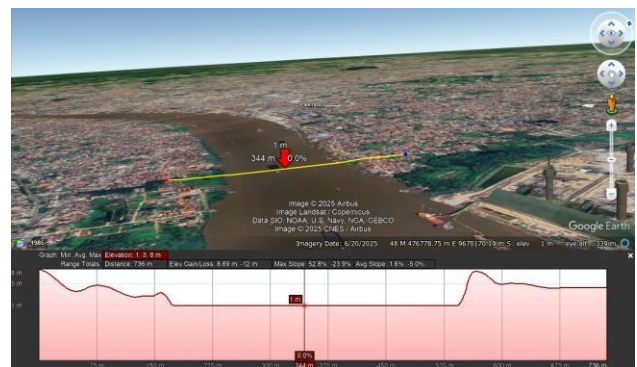 1 m
344 m 0.0%
Image © 2025 Airbus
Image Landsat / Copernicus
Data SIO, NOAA, U.S. Navy, NGA, GEBCO
Image © 2025 CNES / Airbus
Google Earth
1985
Imagery Date: 6/20/2025 48 M 476778.75 m E 9670170.19 m S elev 1 m eye alt 339 m
Graph: Min, Avg, Max Elevation: 1, 3, 8 m
Range Totals: Distance: 736 m Elev Gain/Loss: 8.69 m, -12 m Max Slope: 52.8%, -23.9% Avg Slope: 1.6%, -5.0%
8 m
5 m
1 m
1 m
0.0%
75 m 150 m 225 m 300 m 344 m 375 m 450 m 525 m 600 m 675 m 736 m